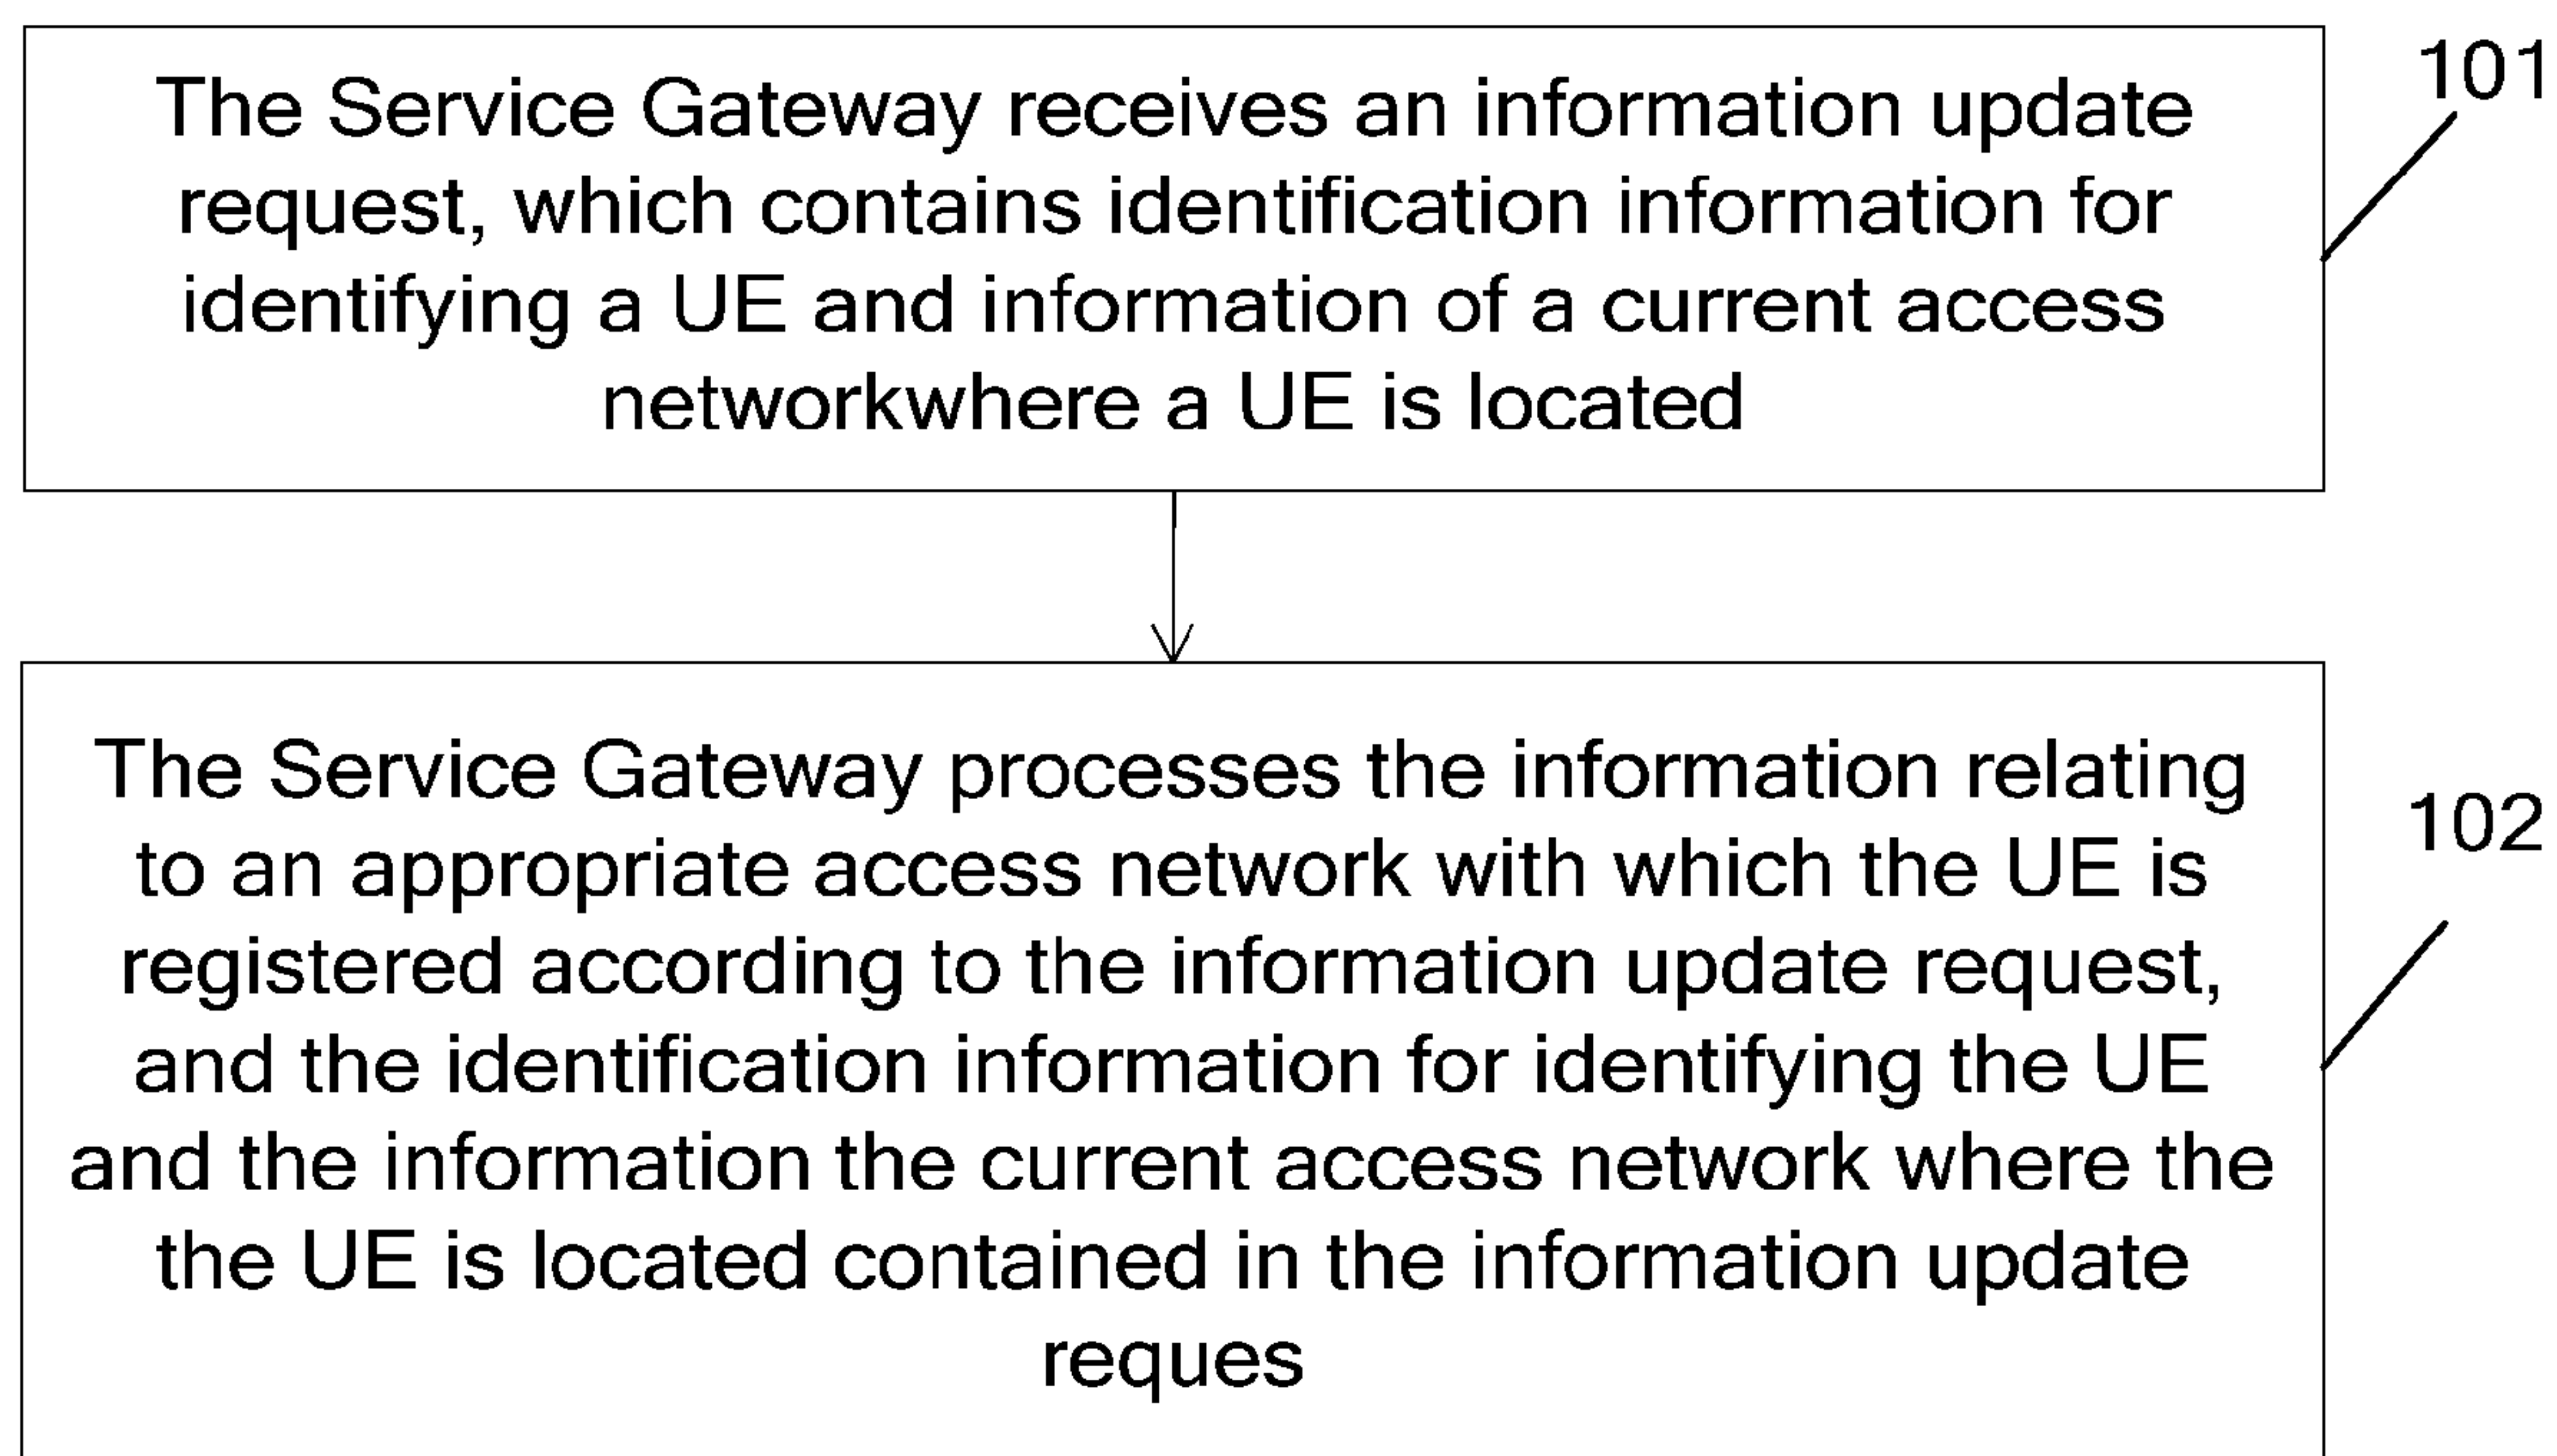 The Service Gateway receives an information update
request, which contains identification information for
identifying a UE and information of a current access
networkwhere a UE is located
101
The Service Gateway processes the information relating
to an appropriate access network with which the UE is
registered according to the information update request,
and the identification information for identifying the UE
and the information the current access network where the
the UE is located contained in the information update
reques
102